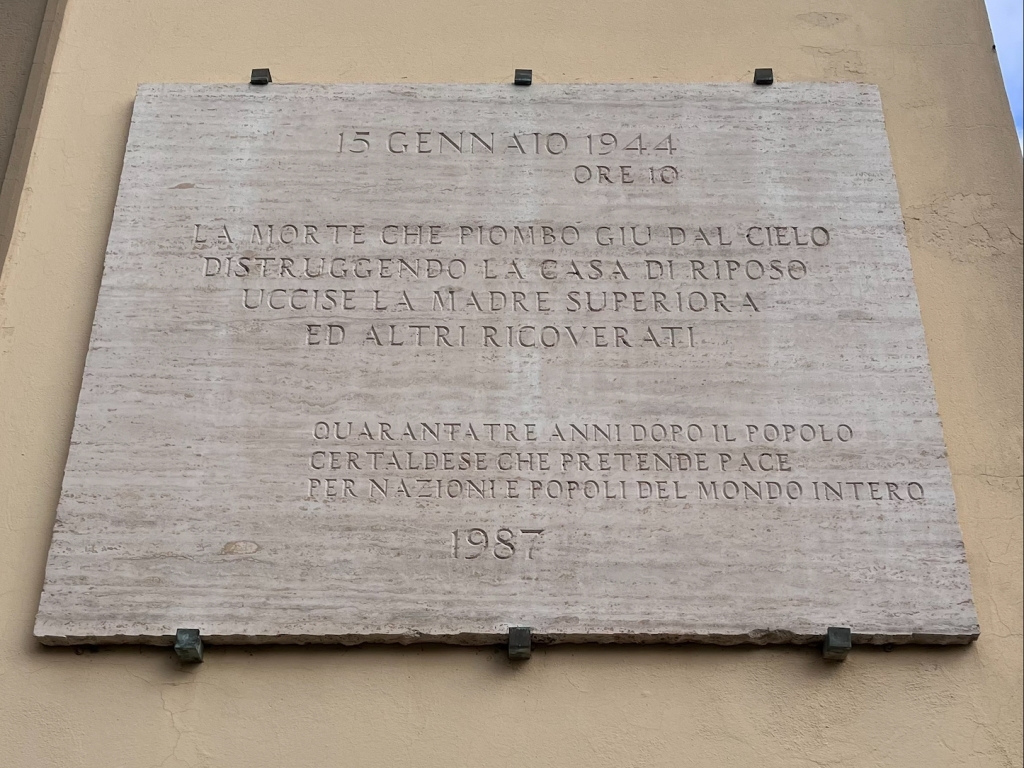 15 GENNAIO 1944
ORE 10
LA MORTE CHE PIOMBO GIU DAL CIELO
DISTRUGGENDO LA CASA DI RIPOSO
UCCISE LA MADRE SUPERIORA
ED ALTRI RICOVERATI
QUARANTATRE ANNI DOPO IL POPOLO
CERTALDESE CHE PRETENDE PACE
PER NAZIONI E POPOLI DEL MONDO INTERO
1987